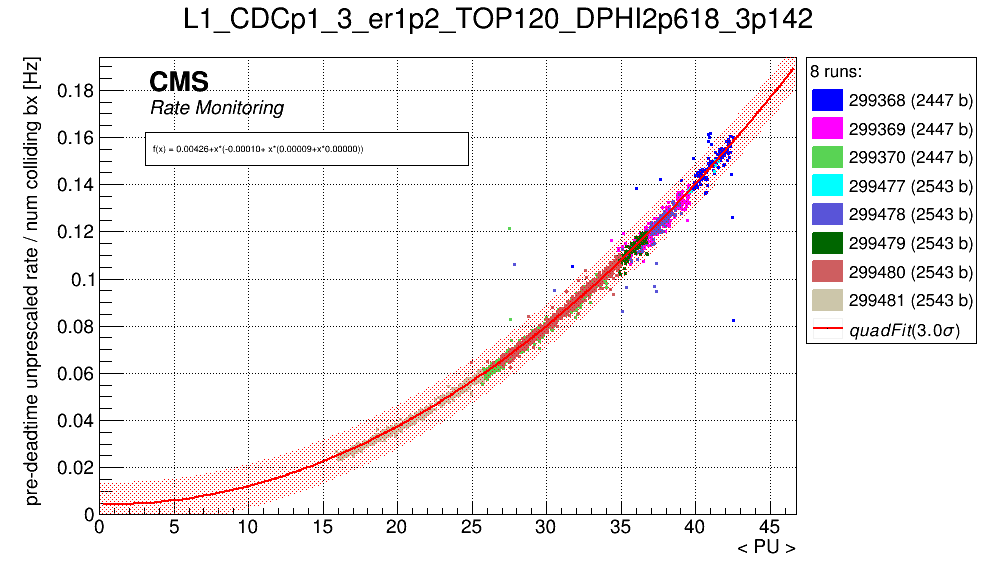 L1_CDCp1_3_er1p2_TOP120_DPHI2p618_3p142
pre-deadtime unprescaled rate / num colliding bx [Hz]
CMS
Rate Monitoring
f(x) = 0.00426+x*(-0.00010+ x*(0.00009+x*0.00000))
0.18
0.16
0.14
0.12
0.1
0.08
0.06
0.04
0.02
0
0 5 10 15 20 25 30 35 40 45
< PU >
8 runs:
299368 (2447 b)
299369 (2447 b)
299370 (2447 b)
299477 (2543 b)
299478 (2543 b)
299479 (2543 b)
299480 (2543 b)
299481 (2543 b)
quadFit(3.0σ)